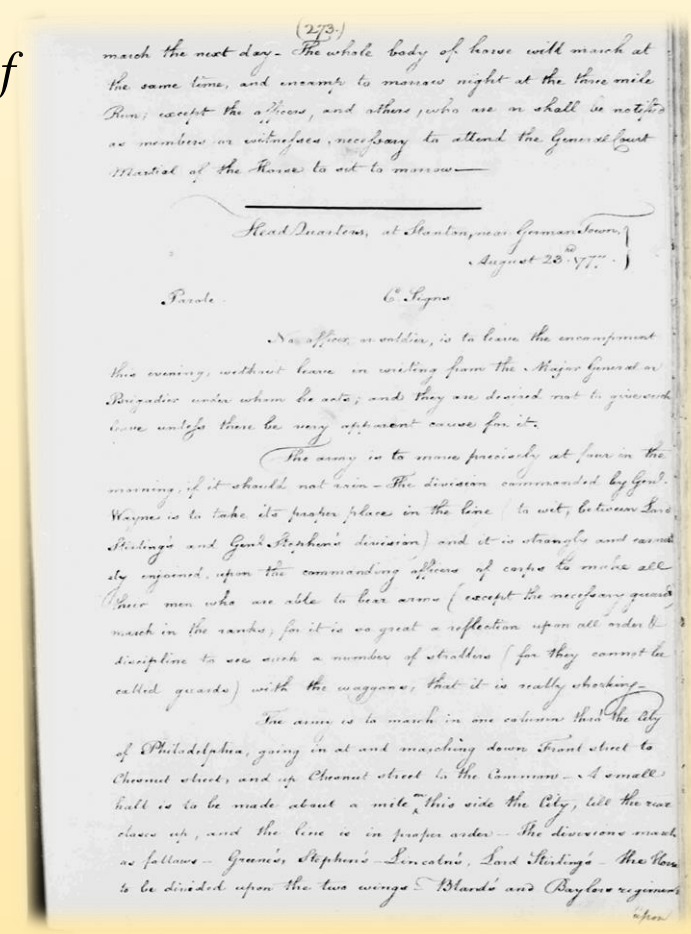 f
(273.)
march the next day – The whole body of horse will march at
the same time, and encamp to morrow night at the three mile
Run; except the officers, and others, who are or shall be notified
as members or witnesses, necessary to attend the General Court
Martial of the Horse to sit to morrow —
Head Quarters, at Stanton, near German Town,
August 23rd 1777.
Parole. C. Signs
No officer, or soldier, is to leave the encampment
this evening, without leave in writing from the Major General or
Brigadier under whom he acts; and they are desired not to give such
leave unless there be very apparent cause for it.
The army is to move precisely at four in the
morning, if it should not rain – The division commanded by Genl.
Wayne is to take its proper place in the line (to wit, between Lord
Stirling's and Genl. Stephen's division) and it is strongly and earnest
ly enjoined, upon the commanding officers of corps to make all
their men who are able to bear arms (except the necessary guards)
march in the ranks; for it is so great a reflection upon all order &
discipline to see such a number of strollers (for they cannot be
called guards) with the waggons, that it is really shocking –
The army is to march in one column thro' the City
of Philadelphia, going in at and marching down Front street to
Chesnut street, and up Chesnut street to the Common – A small
halt is to be made about a mile on this side the City, till the rear
closes up, and the line is in proper order – The divisions march
as follows – Greene's, Stephen's – Lincoln's, Lord Stirling's – the Horse
to be divided upon the two wings – Bland's and Baylors regiments
upon